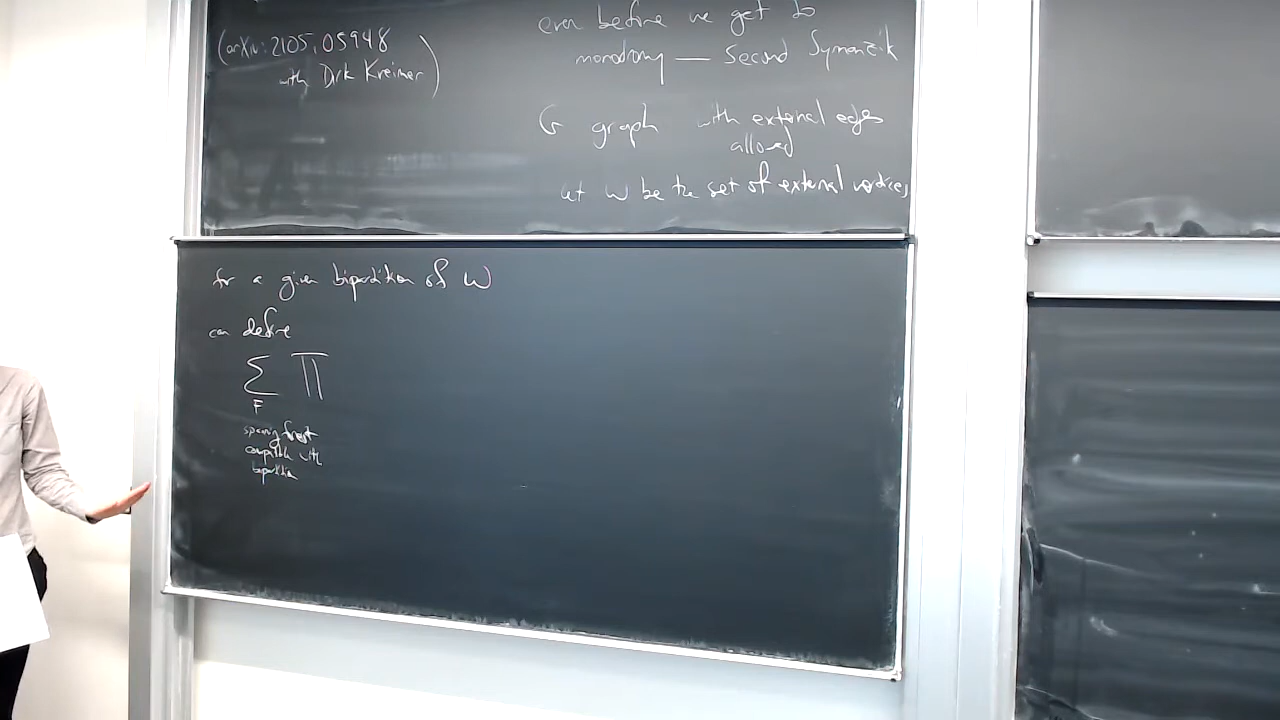 (arXiv: 2105.05948
with Dirk Kreimer)
even before we get to
monodromy — Second Symanzik
G graph with external edges
allowed
let W be the set of external vertices
for a given bipartition of W
can define
Σ Π
F
spanning forest
compatible with
bipartition